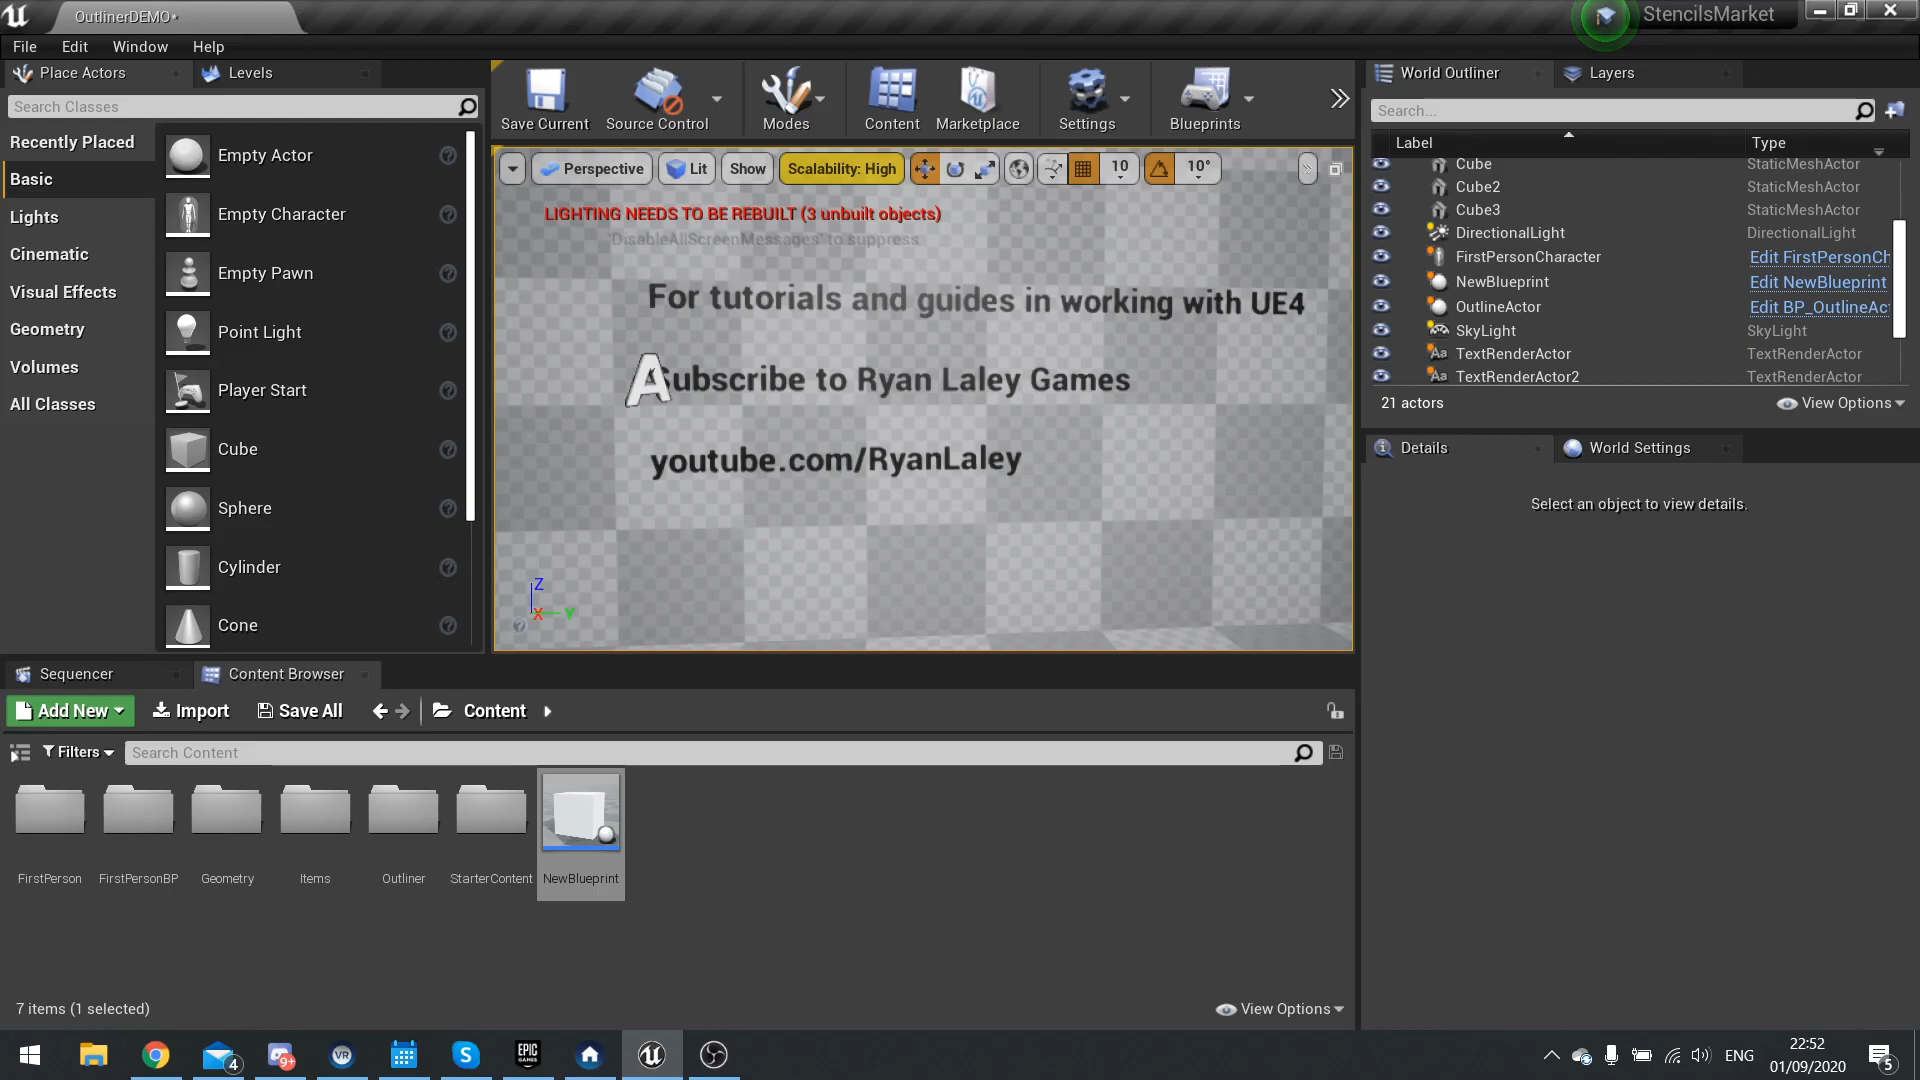 OutlinerDEMO*
StencilsMarket
File Edit Window Help
Place Actors
Levels
Search Classes
Recently Placed
Basic
Lights
Cinematic
Visual Effects
Geometry
Volumes
All Classes
Empty Actor
Empty Character
Empty Pawn
Point Light
Player Start
Cube
Sphere
Cylinder
Cone
Save Current
Source Control
Modes
Content
Marketplace
Settings
Blueprints
Perspective
Lit
Show
Scalability: High
10
10°
LIGHTING NEEDS TO BE REBUILT (3 unbuilt objects)
'DisableAllScreenMessages' to suppress
For tutorials and guides in working with UE4
A
Subscribe to Ryan Laley Games
youtube.com/RyanLaley
Z
X
Y
World Outliner
Layers
Search...
Label Type
Cube StaticMeshActor
Cube2 StaticMeshActor
Cube3 StaticMeshActor
DirectionalLight DirectionalLight
FirstPersonCharacter Edit FirstPersonCh
NewBlueprint Edit NewBlueprint
OutlineActor Edit BP_OutlineAct
SkyLight SkyLight
TextRenderActor TextRenderActor
TextRenderActor2 TextRenderActor
21 actors
View Options
Details
World Settings
Select an object to view details.
Sequencer
Content Browser
Add New
Import
Save All
Content
Filters
Search Content
FirstPerson
FirstPersonBP
Geometry
Items
Outliner
StarterContent
NewBlueprint
7 items (1 selected)
View Options
4
9+
VR
S
EPIC
GAMES
ENG
22:52
01/09/2020
5